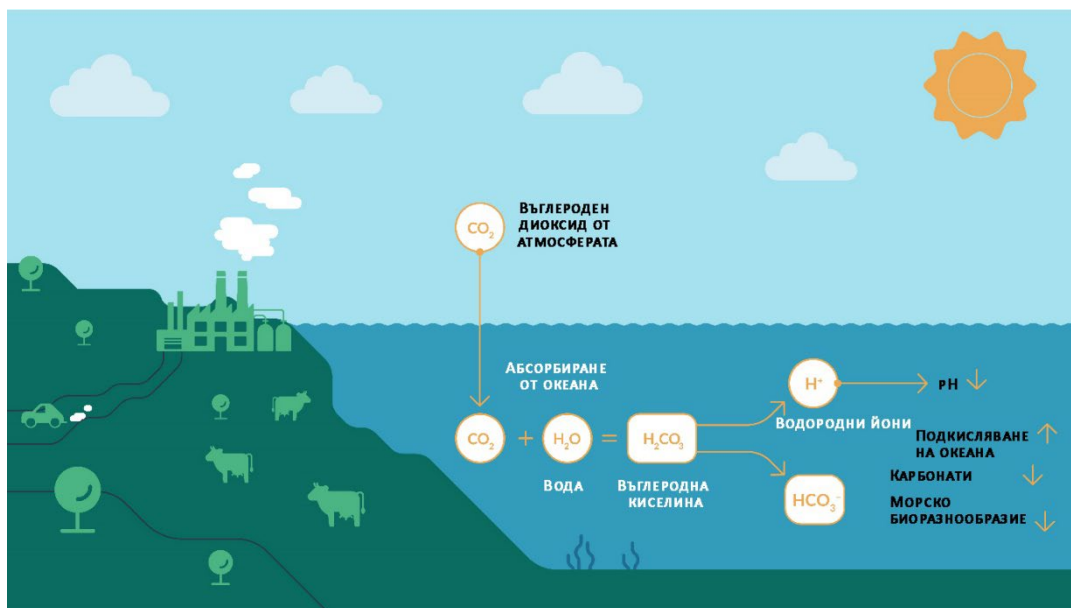 CO₂
ВЪГЛЕРОДЕН
ДИОКСИД ОТ
АТМОСФЕРАТА
АБСОРБИРАНЕ
ОТ ОКЕАНА
CO₂ + H₂O = H₂CO₃
ВОДА
ВЪГЛЕРОДНА
КИСЕЛИНА
H⁺
ВОДОРОДНИ ЙОНИ
pH ↓
HCO₃⁻
ПОДКИСЛЯВАНЕ
НА ОКЕАНА ↑
КАРБОНАТИ ↓
МОРСКО
БИОРАЗНООБРАЗИЕ ↓